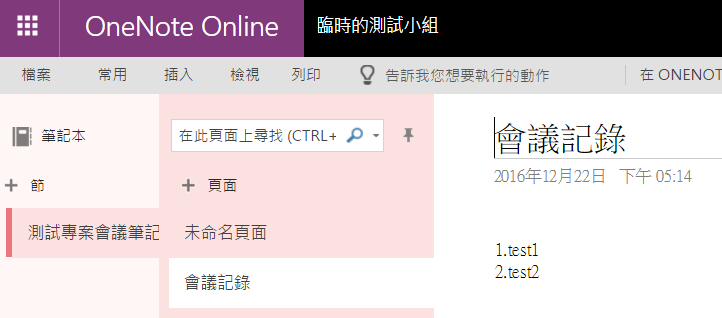 OneNote Online 臨時的測試小組
檔案 常用 插入 檢視 列印 告訴我您想要執行的動作 在 ONENOT
筆記本
在此頁面上尋找 (CTRL+
會議記錄
2016年12月22日 下午 05:14
節
頁面
測試專案會議筆記
未命名頁面
會議記錄
1.test1
2.test2